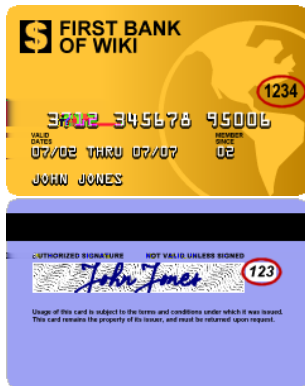 $ FIRST BANK
OF WIKI
1234
3712 345678 95006
VALID
DATES
MEMBER
SINCE
07/02 THRU 07/07 02
JOHN JONES
AUTHORIZED SIGNATURE NOT VALID UNLESS SIGNED
John Jones
123
Usage of this card is subject to the terms and conditions under which it was issued.
This card remains the property of its issuer, and must be returned upon request.